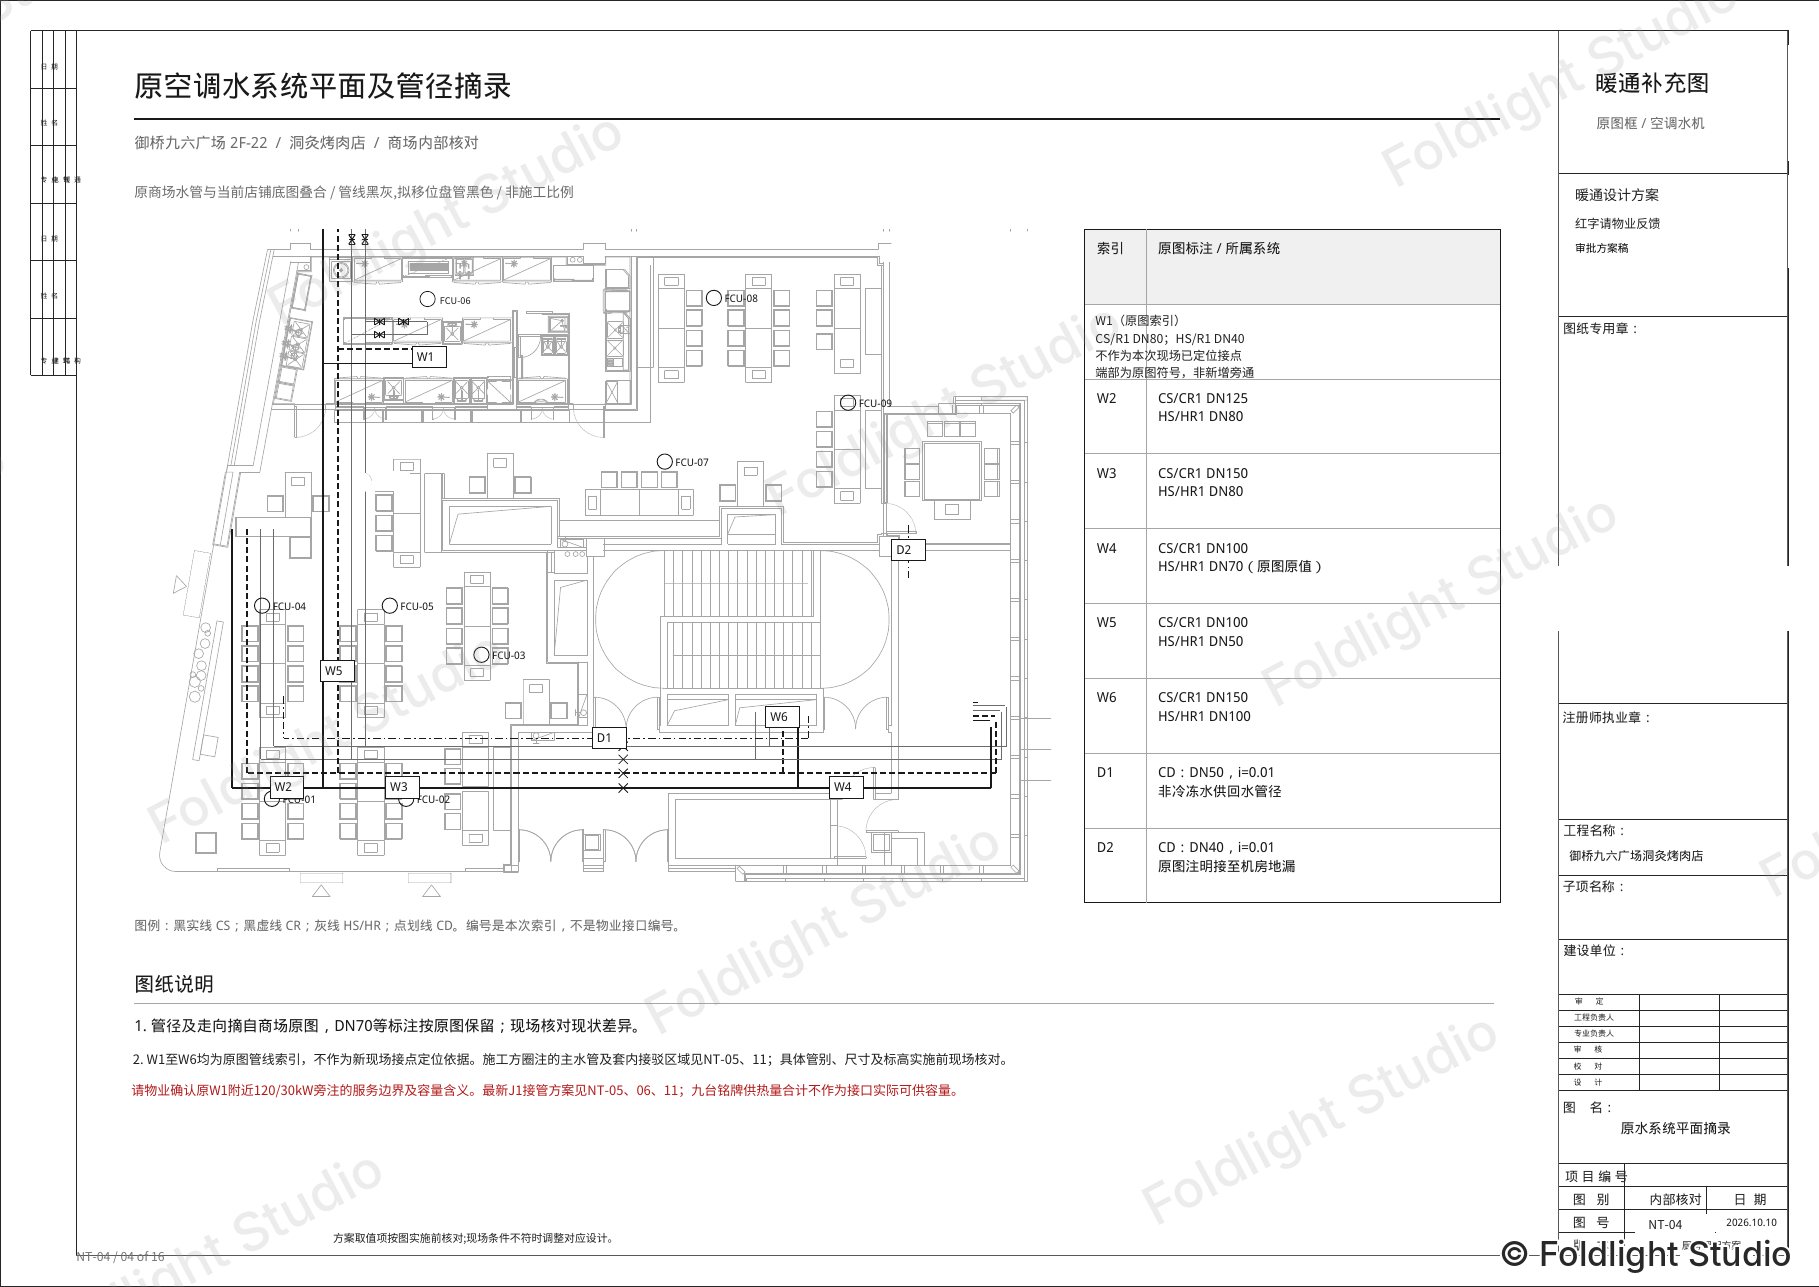 原空调水系统平面及管径摘录
御桥九六广场 2F-22 / 洞灸烤肉店 / 商场内部核对
原商场水管与当前店铺底图叠合 / 管线黑灰,拟移位盘管黑色 / 非施工比例
日 期
姓 名
日 期
姓 名
FCU-06
FCU-08
W1
FCU-09
FCU-07
D2
FCU-04
FCU-05
FCU-03
W5
W6
D1
W2
W3
W4
FCU-01
FCU-02
索引 原图标注 / 所属系统
W1（原图索引）
CS/R1 DN80；HS/R1 DN40
不作为本次现场已定位接点
端部为原图符号，非新增旁通
W2 CS/CR1 DN125
HS/HR1 DN80
W3 CS/CR1 DN150
HS/HR1 DN80
W4 CS/CR1 DN100
HS/HR1 DN70（原图原值）
W5 CS/CR1 DN100
HS/HR1 DN50
W6 CS/CR1 DN150
HS/HR1 DN100
D1 CD：DN50，i=0.01
非冷冻水供回水管径
D2 CD：DN40，i=0.01
原图注明接至机房地漏
图例：黑实线 CS；黑虚线 CR；灰线 HS/HR；点划线 CD。编号是本次索引，不是物业接口编号。
图纸说明
1. 管径及走向摘自商场原图，DN70等标注按原图保留；现场核对现状差异。
2. W1至W6均为原图管线索引，不作为新现场接点定位依据。施工方圈注的主水管及套内接驳区域见NT-05、11；具体管别、尺寸及标高实施前现场核对。
请物业确认原W1附近120/30kW旁注的服务边界及容量含义。最新J1接管方案见NT-05、06、11；九台铭牌供热量合计不作为接口实际可供容量。
方案取值项按图实施前核对;现场条件不符时调整对应设计。
NT-04 / 04 of 16
暖通补充图
原图框 / 空调水机
暖通设计方案
红字请物业反馈
审批方案稿
图纸专用章：
注册师执业章：
工程名称：
御桥九六广场洞灸烤肉店
子项名称：
建设单位：
审 定
工程负责人
专业负责人
审 核
校 对
设 计
图 名：
原水系统平面摘录
项目编号
图 别 内部核对 日 期
图 号 NT-04 2026.10.10
© Foldlight Studio
Foldlight Studio
Foldlight Studio
Foldlight Studio
Foldlight Studio
Foldlight Studio
Foldlight Studio
Foldlight Studio
Foldlight Studio